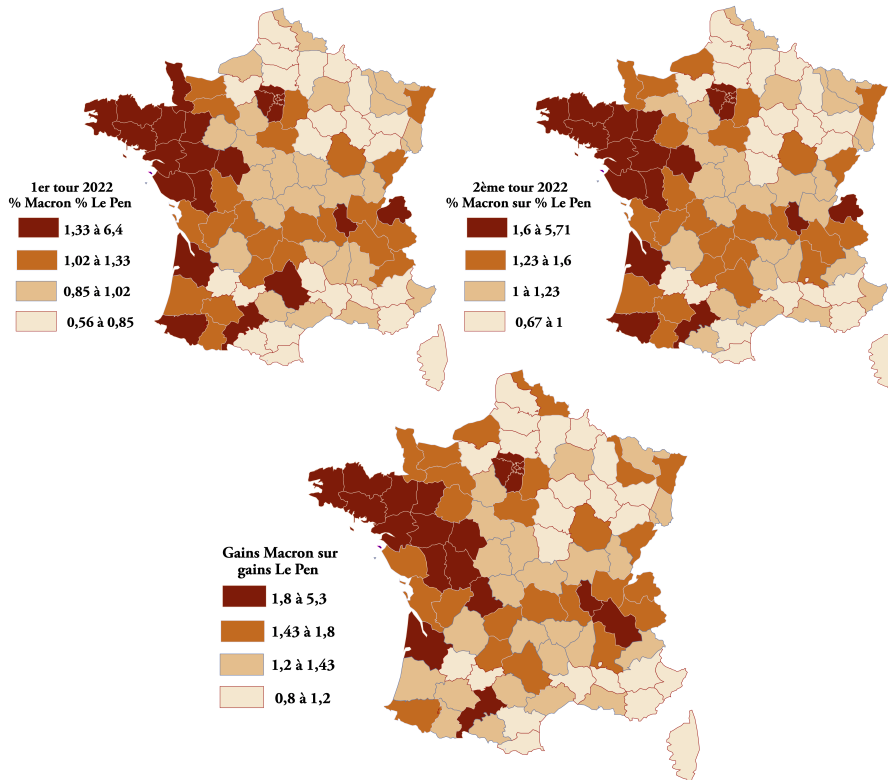 1er tour 2022
% Macron % Le Pen
1,33 à 6,4
1,02 à 1,33
0,85 à 1,02
0,56 à 0,85
2ème tour 2022
% Macron sur % Le Pen
1,6 à 5,71
1,23 à 1,6
1 à 1,23
0,67 à 1
Gains Macron sur
gains Le Pen
1,8 à 5,3
1,43 à 1,8
1,2 à 1,43
0,8 à 1,2